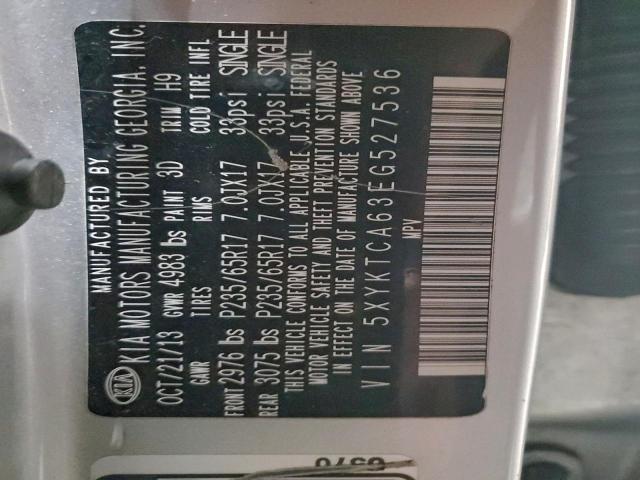 MANUFACTURED BY
KIA MOTORS MANUFACTURING GEORGIA, INC.
KIA
OCT/21/13 GVWR 4983 lbs PAINT 3D TRIM H9
GAWR TIRES RIMS COLD TIRE INFL
FRONT 2976 lbs P235/65R17 7.0JX17 33psi SINGLE
REAR 3075 lbs P235/65R17 7.0JX17 33psi SINGLE
THIS VEHICLE CONFORMS TO ALL APPLICABLE U.S.A. FEDERAL
MOTOR VEHICLE SAFETY AND THEFT PREVENTION STANDARDS
IN EFFECT ON THE DATE OF MANUFACTURE SHOWN ABOVE
VIN 5XYKTCA63EG527536
MPV